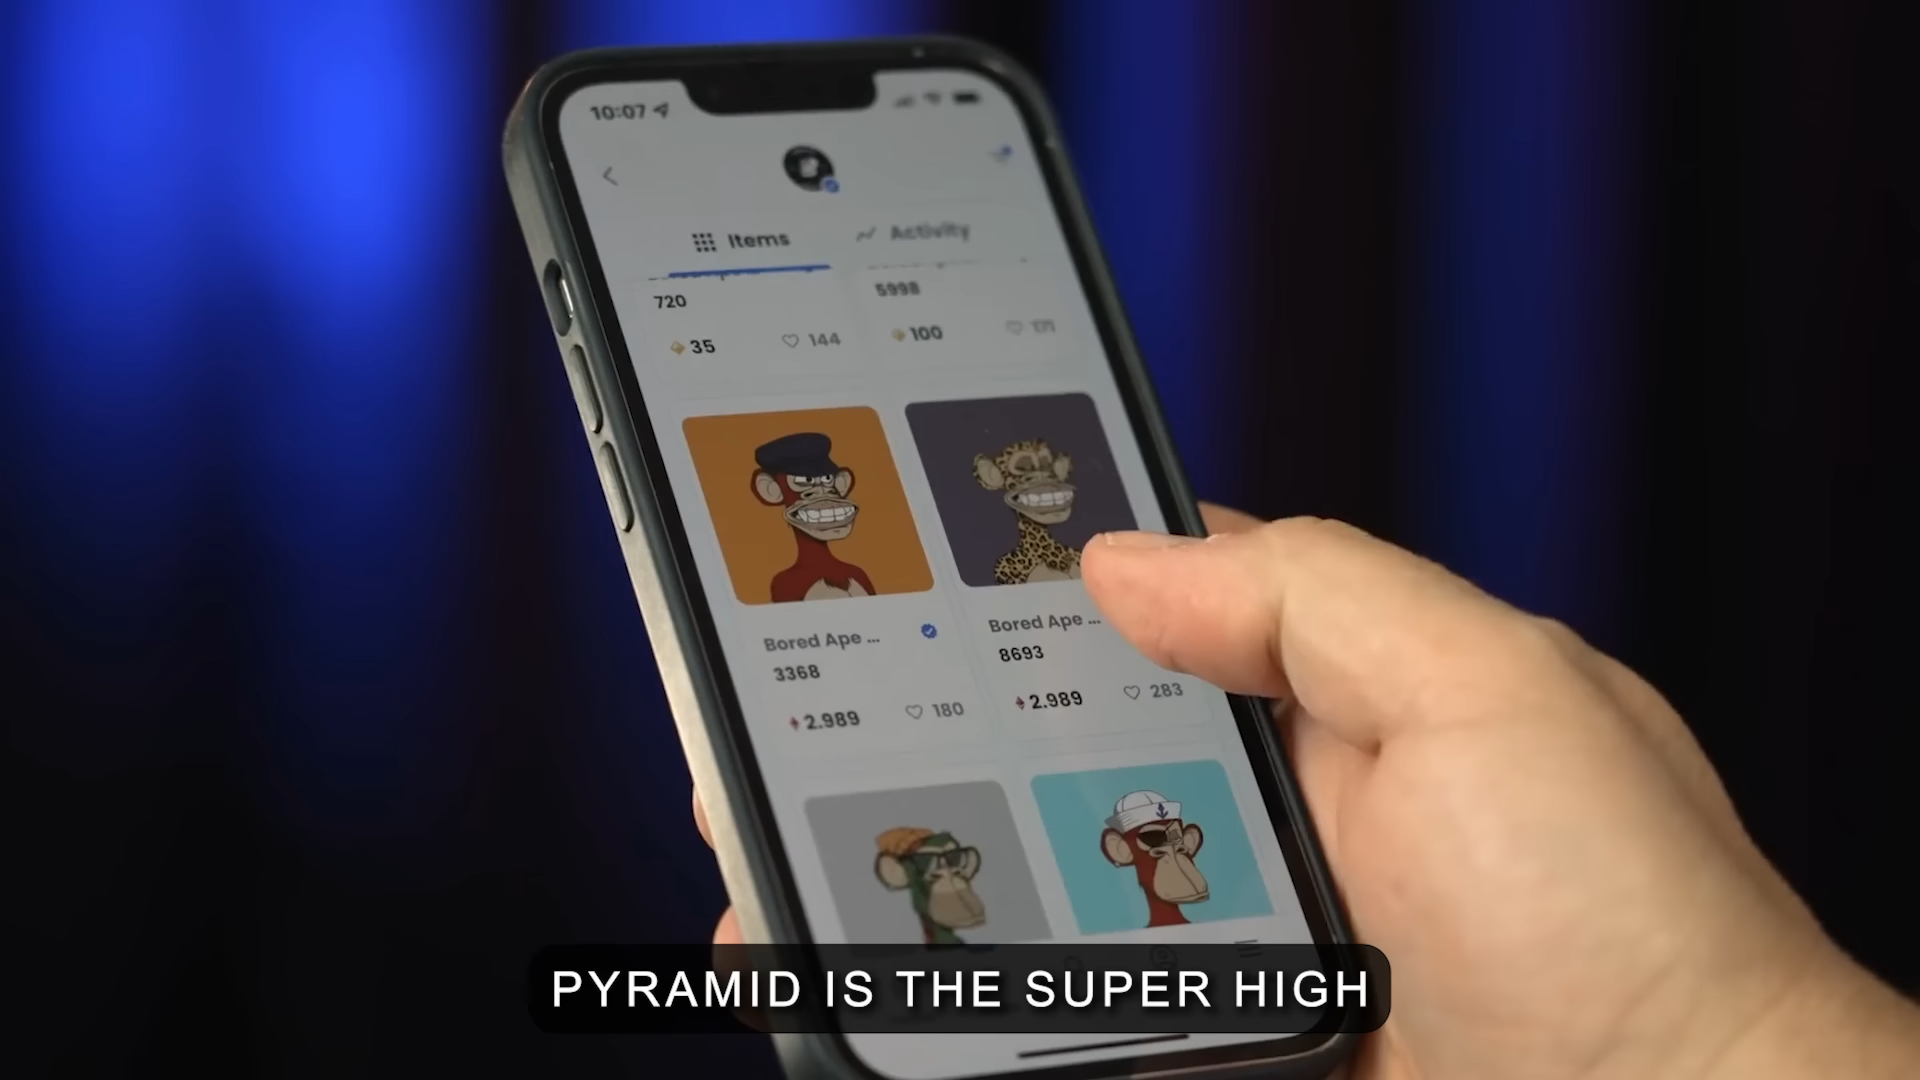 10:07
Items
Activity
720
5998
35
144
100
171
Bored Ape ...
3368
2.989
180
Bored Ape ...
8693
2.989
283
PYRAMID IS THE SUPER HIGH